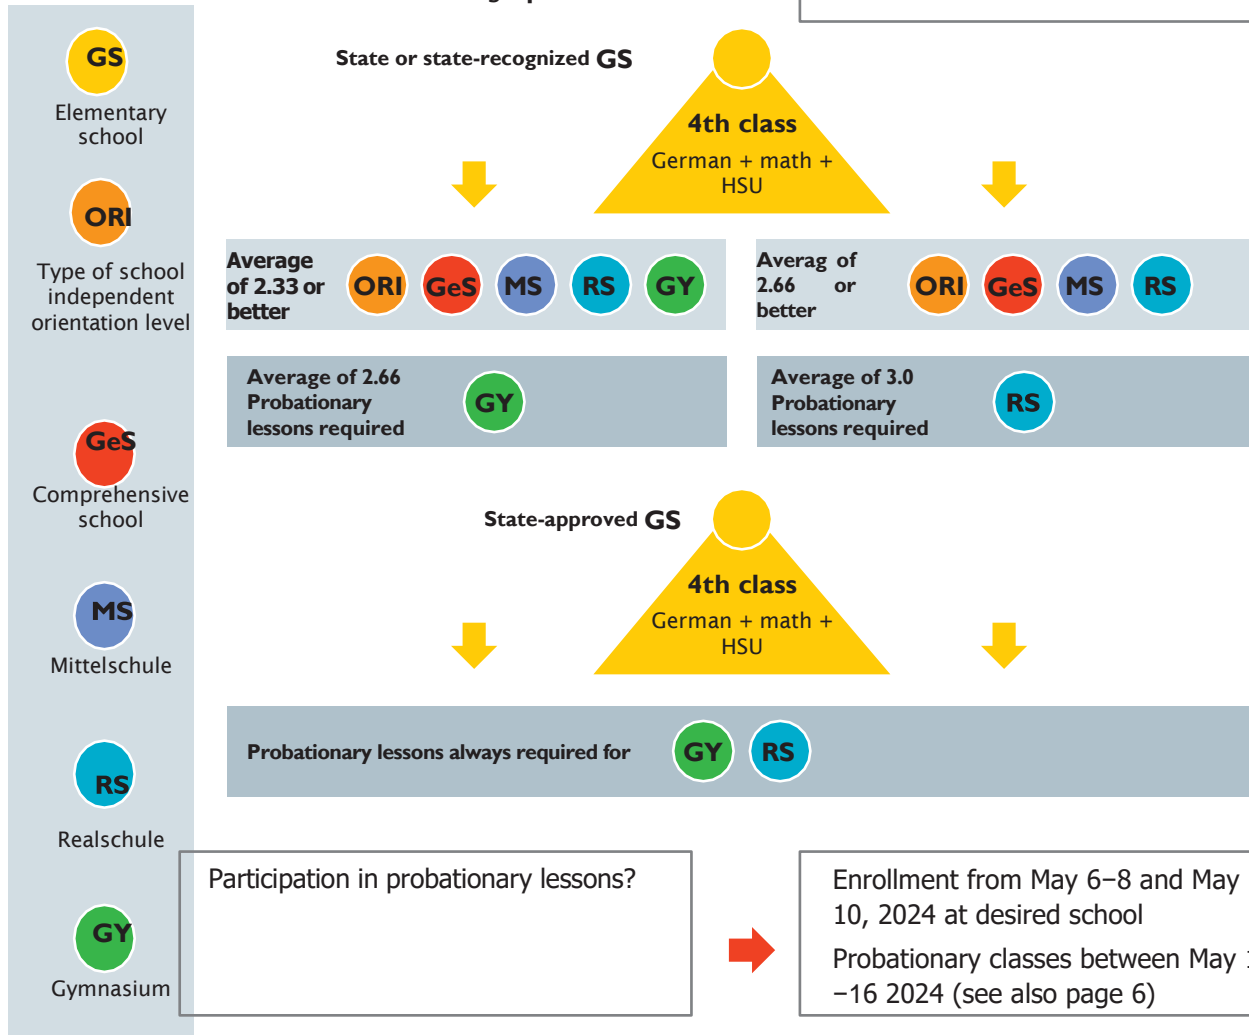 GS
Elementary
school
ORI
Type of school
independent
orientation level
GeS
Comprehensive
school
MS
Mittelschule
RS
Realschule
GY
Gymnasium
State or state-recognized GS
4th class
German + math +
HSU
Average
of 2.33 or
better
ORI GeS MS RS GY
Averag of
2.66 or
better
ORI GeS MS RS
Average of 2.66
Probationary
lessons required
GY
Average of 3.0
Probationary
lessons required
RS
State-approved GS
4th class
German + math +
HSU
Probationary lessons always required for GY RS
Participation in probationary lessons?
Enrollment from May 6–8 and May
10, 2024 at desired school
Probationary classes between May
–16 2024 (see also page 6)